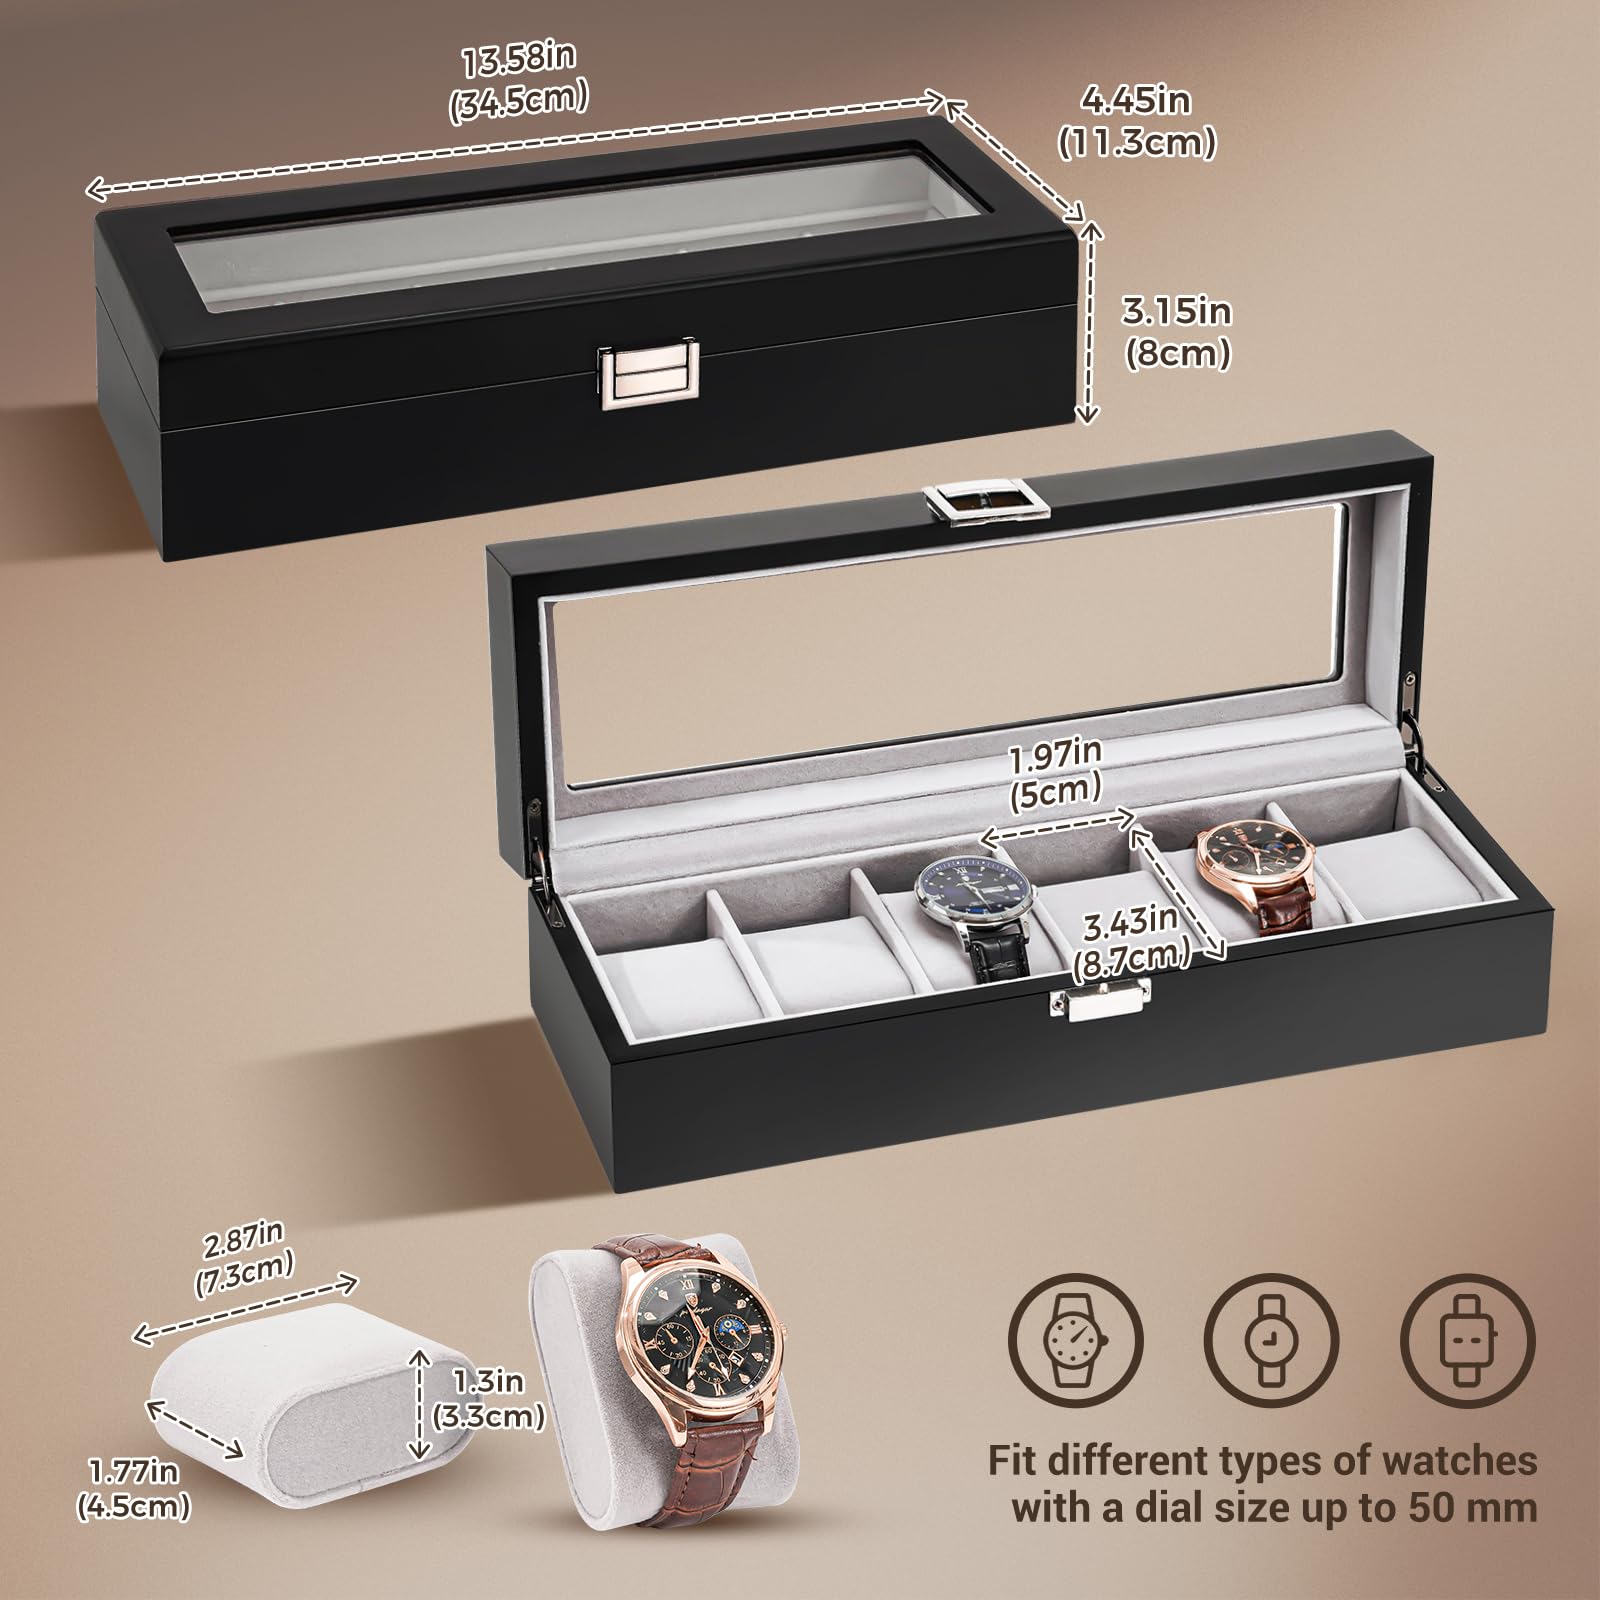 13.58in
(34.5cm)
4.45in
(11.3cm)
3.15in
(8cm)
1.97in
(5cm)
3.43in
(8.7cm)
2.87in
(7.3cm)
1.3in
(3.3cm)
1.77in
(4.5cm)
Fit different types of watches
with a dial size up to 50 mm